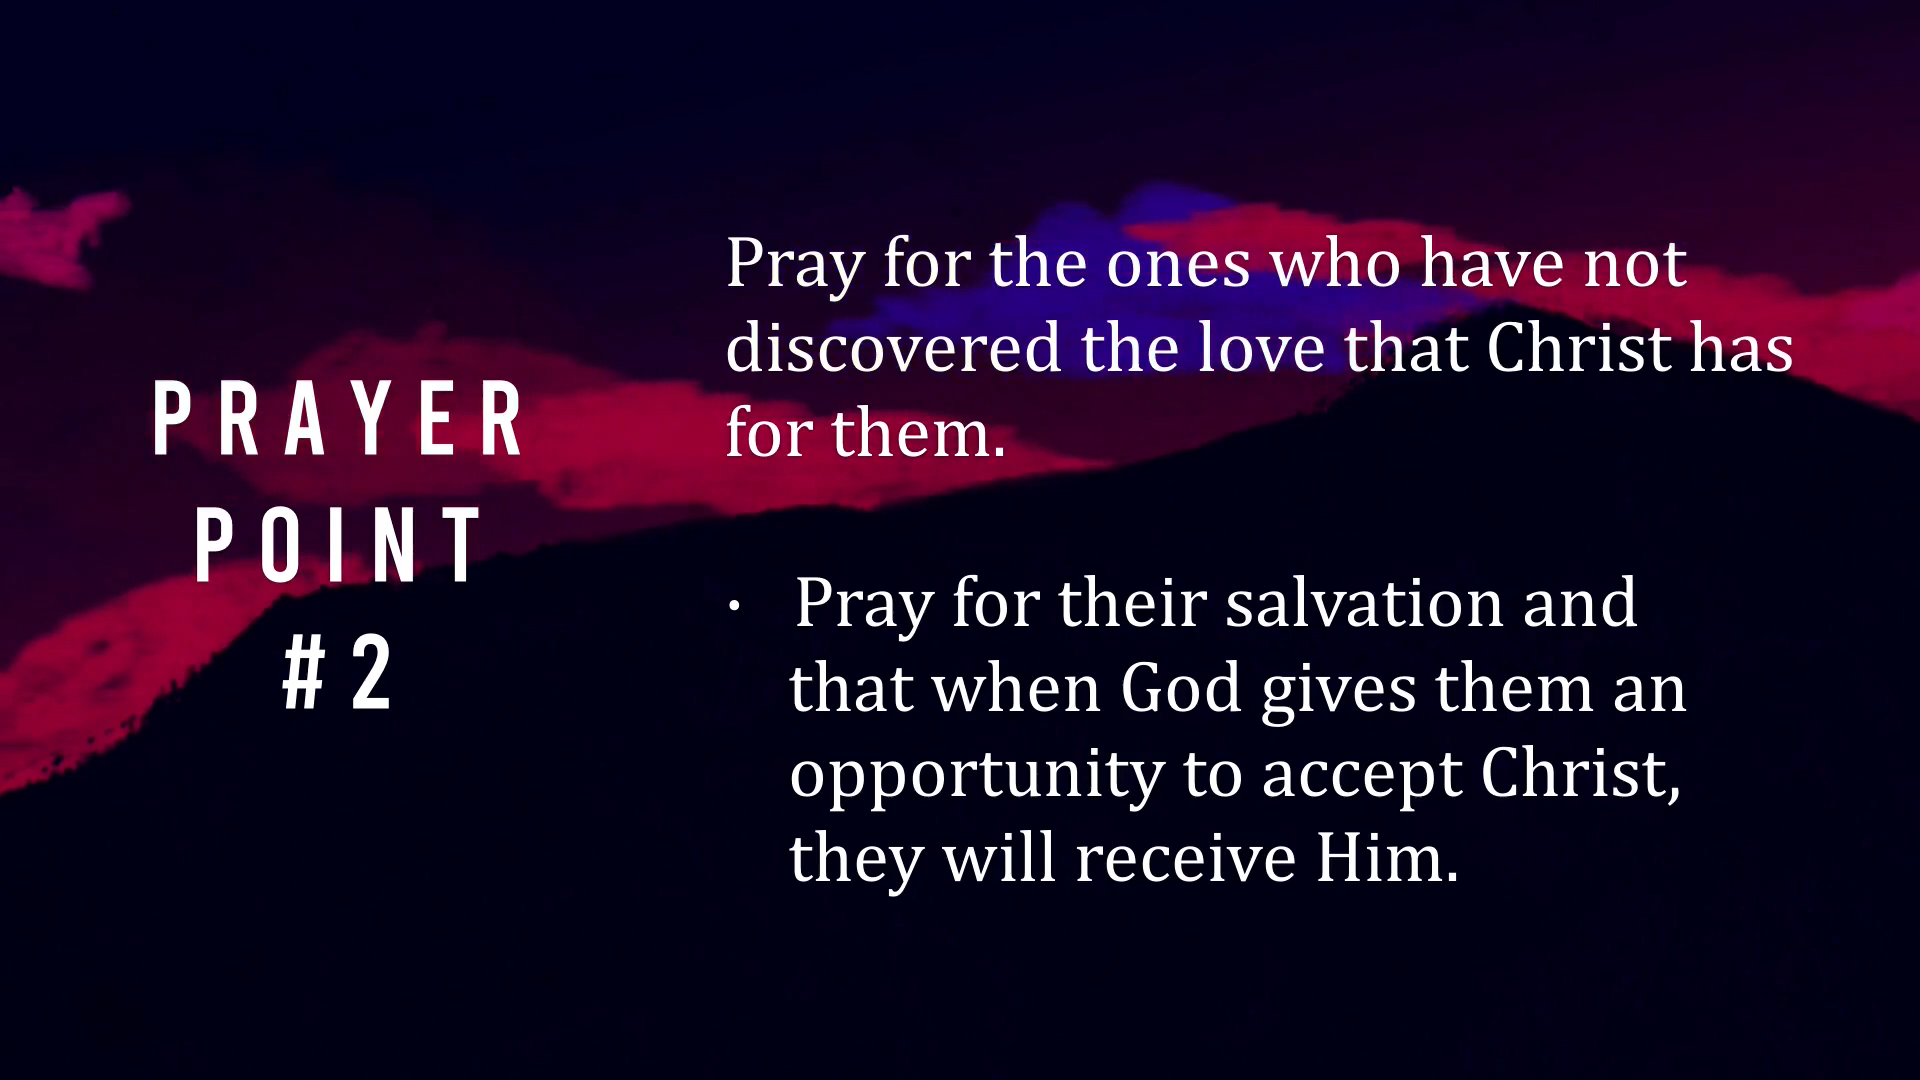 PRAYER
POINT
#2
Pray for the ones who have not
discovered the love that Christ has
for them.
· Pray for their salvation and
that when God gives them an
opportunity to accept Christ,
they will receive Him.